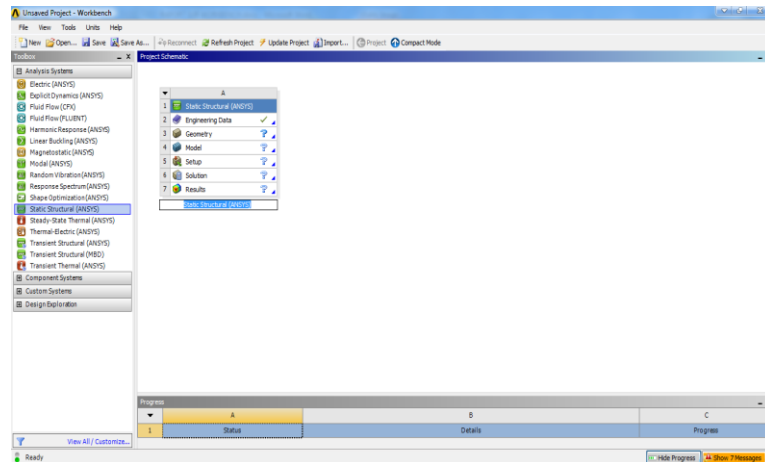 Unsaved Project - Workbench
File View Tools Units Help
New Open... Save Save As... Reconnect Refresh Project Update Project Import... Project Compact Mode
Toolbox
Project Schematic
Analysis Systems
Electric (ANSYS)
Explicit Dynamics (ANSYS)
Fluid Flow (CFX)
Fluid Flow (FLUENT)
Harmonic Response (ANSYS)
Linear Buckling (ANSYS)
Magnetostatic (ANSYS)
Modal (ANSYS)
Random Vibration (ANSYS)
Response Spectrum (ANSYS)
Shape Optimization (ANSYS)
Static Structural (ANSYS)
Steady-State Thermal (ANSYS)
Thermal-Electric (ANSYS)
Transient Structural (ANSYS)
Transient Structural (MBD)
Transient Thermal (ANSYS)
Component Systems
Custom Systems
Design Exploration
View All / Customize...
A
1 Static Structural (ANSYS)
2 Engineering Data
3 Geometry ?
4 Model ?
5 Setup ?
6 Solution ?
7 Results ?
Static Structural (ANSYS)
Progress
A B C
1 Status Details Progress
Ready
Hide Progress Show 7 Messages